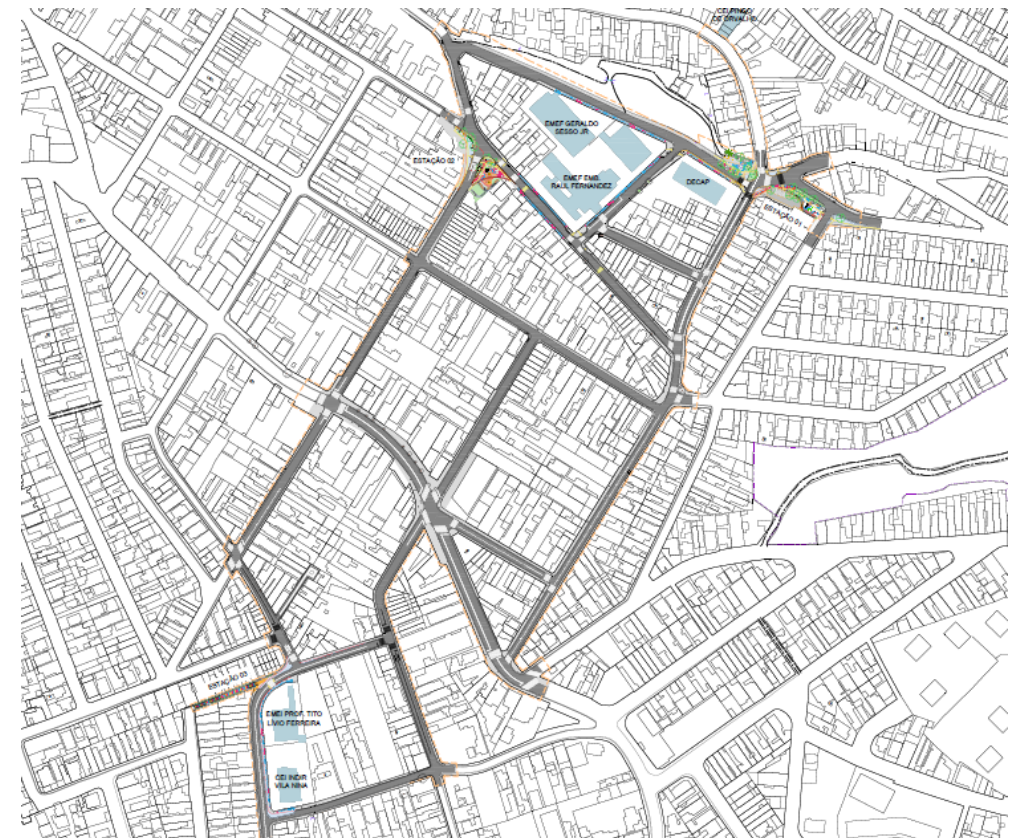 CEI PINGO
DE ORVALHO
EMEF GERALDO
SESSO JR
ESTAÇÃO 02
EMEF EMB.
RAUL FERNANDEZ
DECAP
ESTAÇÃO 01
ESTAÇÃO 03
EMEI PROF. TITO
LÍVIO FERREIRA
CEI INDIR
VILA NINA